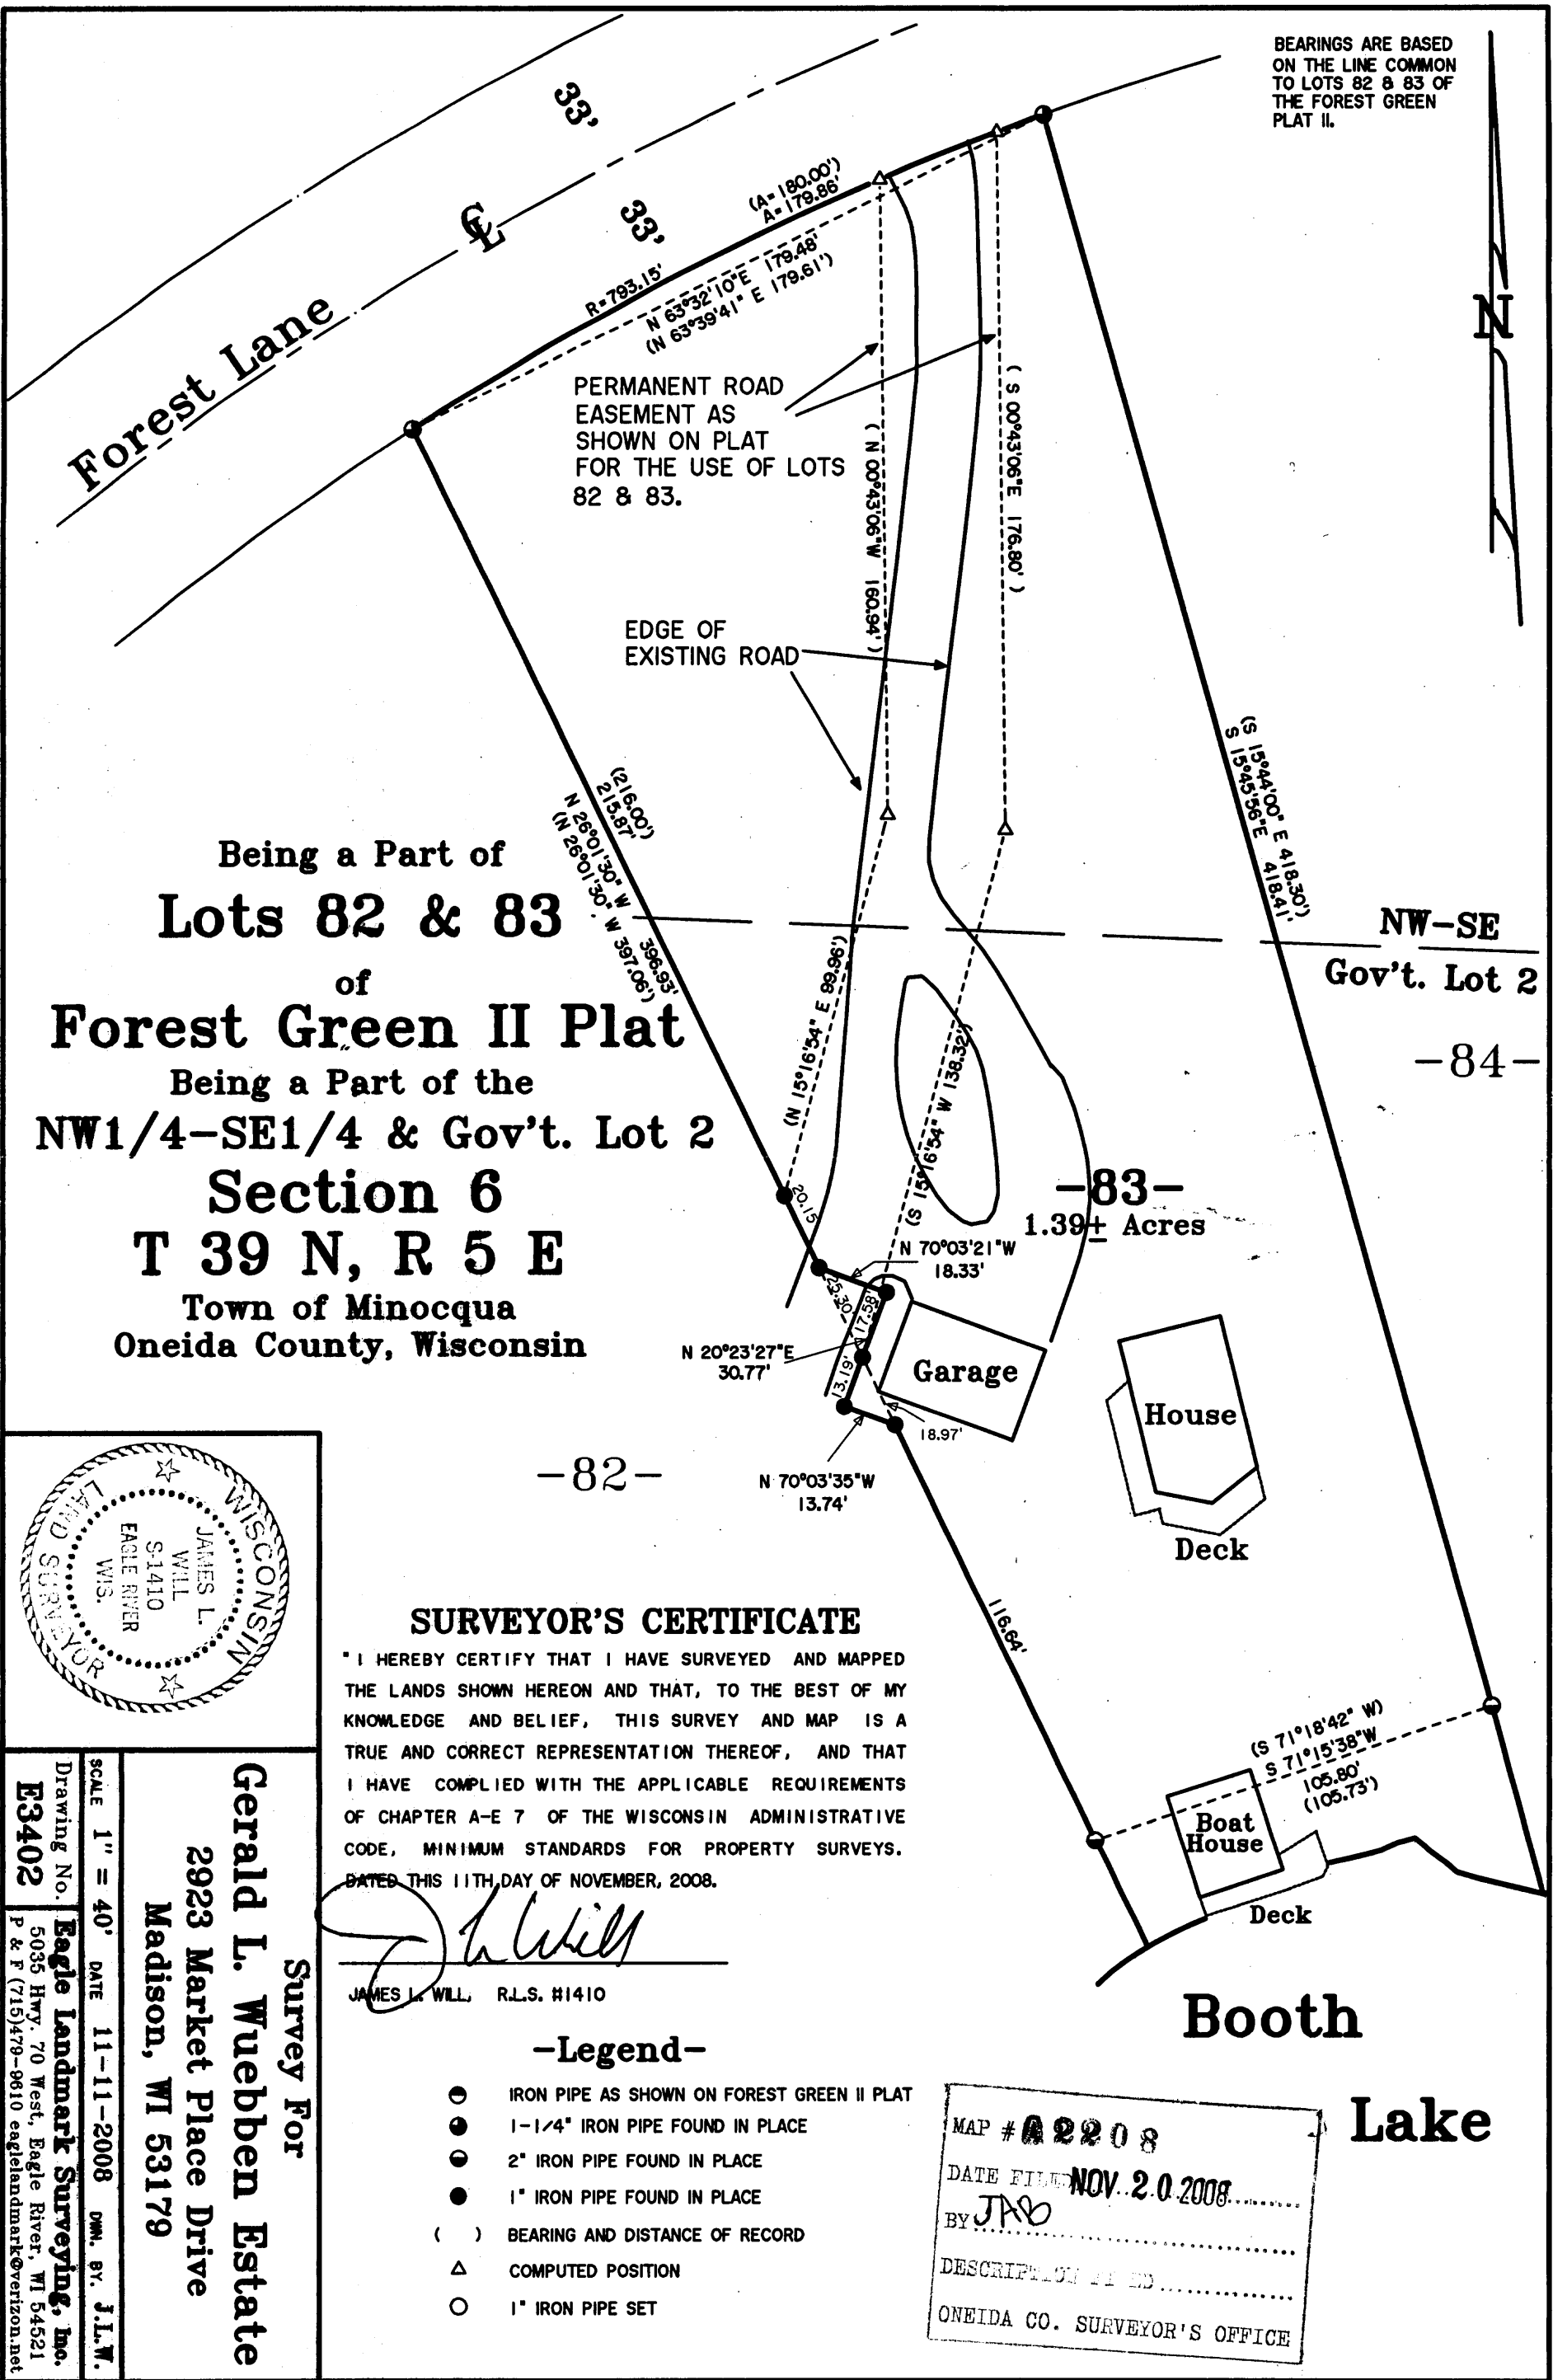 BEARINGS ARE BASED
ON THE LINE COMMON
TO LOTS 82 & 83 OF
THE FOREST GREEN
PLAT II.
N
33'
33'
℄
Forest Lane
(A=180.00')
A=179.86'
R=793.15'
N 63°32'10"E 179.48'
(N 63°39'41" E 179.61')
PERMANENT ROAD
EASEMENT AS
SHOWN ON PLAT
FOR THE USE OF LOTS
82 & 83.
( N 00°43'06"W 160.94' )
( S 00°43'06"E 176.80' )
EDGE OF
EXISTING ROAD
(S 15°44'00" E 418.30')
S 15°45'56"E 418.41'
(216.00')
215.87'
N 26°01'30" W 396.93'
(N 26°01'30" W 397.06')
Being a Part of
Lots 82 & 83
of
Forest Green II Plat
Being a Part of the
NW1/4-SE1/4 & Gov't. Lot 2
Section 6
T 39 N, R 5 E
Town of Minocqua
Oneida County, Wisconsin
NW-SE
Gov't. Lot 2
-84-
(N 15°16'54" E 99.96')
(S 15°16'54" W 138.32')
-83-
1.39± Acres
20.15
N 70°03'21"W
18.33'
25.30'
17.58'
N 20°23'27"E
30.77'
13.19'
Garage
18.97'
House
-82-
N 70°03'35"W
13.74'
Deck
116.64'
(S 71°18'42" W)
S 71°15'38"W
105.80'
(105.73')
Boat
House
Deck
Booth
Lake
WISCONSIN
JAMES L.
WILL
S-1410
EAGLE RIVER
WIS.
LAND SURVEYOR
SURVEYOR'S CERTIFICATE
" I HEREBY CERTIFY THAT I HAVE SURVEYED AND MAPPED
THE LANDS SHOWN HEREON AND THAT, TO THE BEST OF MY
KNOWLEDGE AND BELIEF, THIS SURVEY AND MAP IS A
TRUE AND CORRECT REPRESENTATION THEREOF, AND THAT
I HAVE COMPLIED WITH THE APPLICABLE REQUIREMENTS
OF CHAPTER A-E 7 OF THE WISCONSIN ADMINISTRATIVE
CODE, MINIMUM STANDARDS FOR PROPERTY SURVEYS.
DATED THIS 11TH DAY OF NOVEMBER, 2008.
JAMES L. WILL, R.L.S. #1410
-Legend-
IRON PIPE AS SHOWN ON FOREST GREEN II PLAT
1-1/4" IRON PIPE FOUND IN PLACE
2" IRON PIPE FOUND IN PLACE
1" IRON PIPE FOUND IN PLACE
( ) BEARING AND DISTANCE OF RECORD
COMPUTED POSITION
1" IRON PIPE SET
Survey For
Gerald L. Wuebben Estate
2923 Market Place Drive
Madison, WI 53179
SCALE 1" = 40' DATE 11-11-2008 DWN. BY. J.L.W.
Drawing No.
E3402
Eagle Landmark Surveying, Inc.
5035 Hwy. 70 West, Eagle River, WI 54521
P & F (715)479-9610 eaglelandmark@verizon.net
MAP # A2208
DATE FILED NOV. 20 2008
BY JAB
DESCRIPTION
ONEIDA CO. SURVEYOR'S OFFICE